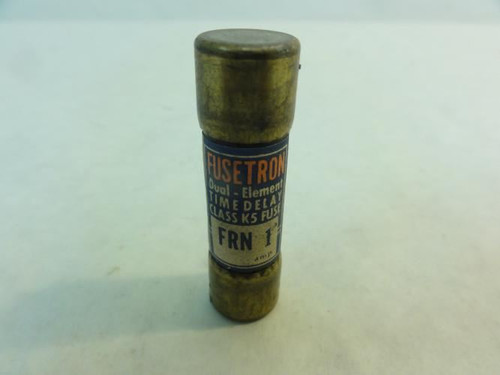 FUSETRON
Dual - Element
TIME DELAY
CLASS K5 FUSE
FRN 1